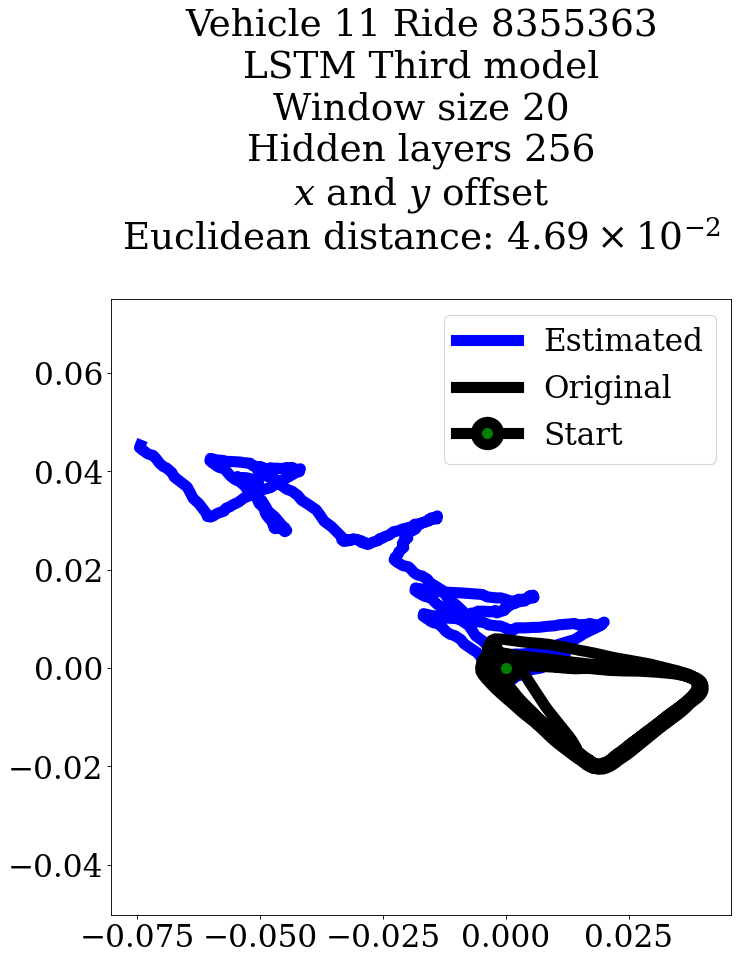 Vehicle 11 Ride 8355363
LSTM Third model
Window size 20
Hidden layers 256
x and y offset
Euclidean distance: 4.69 × 10⁻²
Estimated
Original
Start
0.06
0.04
0.02
0.00
−0.02
−0.04
−0.075 −0.050 −0.025 0.000 0.025